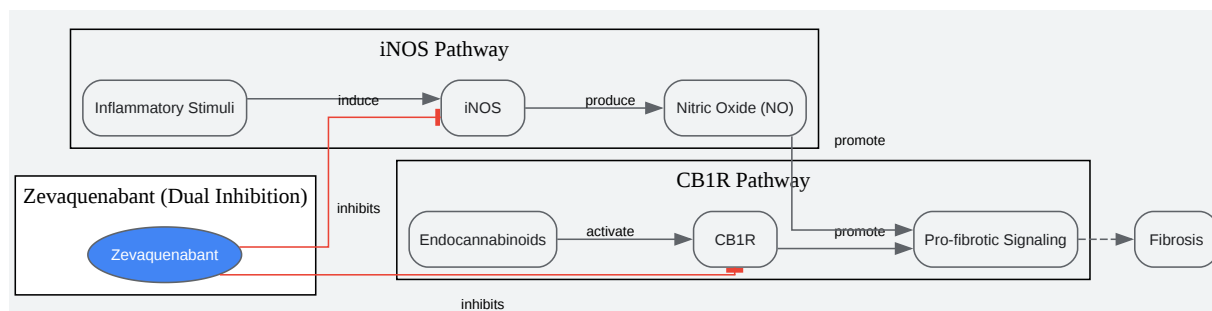 iNOS Pathway
Inflammatory Stimuli
induce
iNOS
produce
Nitric Oxide (NO)
promote
Zevaquenabant (Dual Inhibition)
Zevaquenabant
inhibits
CB1R Pathway
Endocannabinoids
activate
CB1R
promote
Pro-fibrotic Signaling
Fibrosis
inhibits